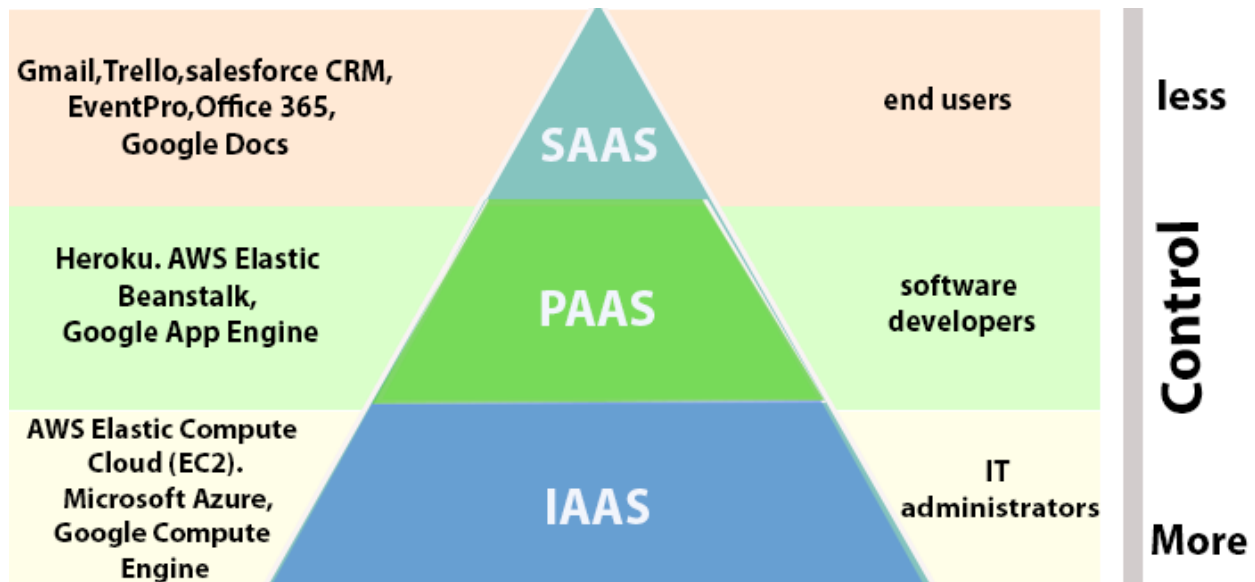 Gmail,Trello,salesforce CRM,
EventPro,Office 365,
Google Docs
SAAS
end users
less
Heroku. AWS Elastic
Beanstalk,
Google App Engine
PAAS
software
developers
Control
AWS Elastic Compute
Cloud (EC2).
Microsoft Azure,
Google Compute
Engine
IAAS
IT
administrators
More